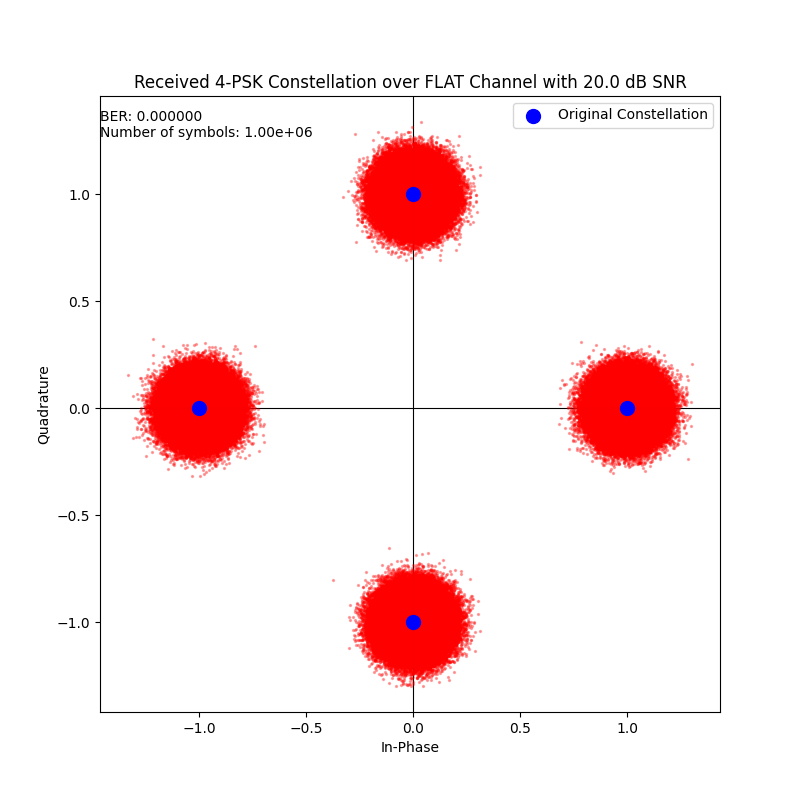 Received 4-PSK Constellation over FLAT Channel with 20.0 dB SNR
BER: 0.000000
Number of symbols: 1.00e+06
Original Constellation
1.0
0.5
0.0
−0.5
−1.0
Quadrature
−1.0
−0.5
0.0
0.5
1.0
In-Phase